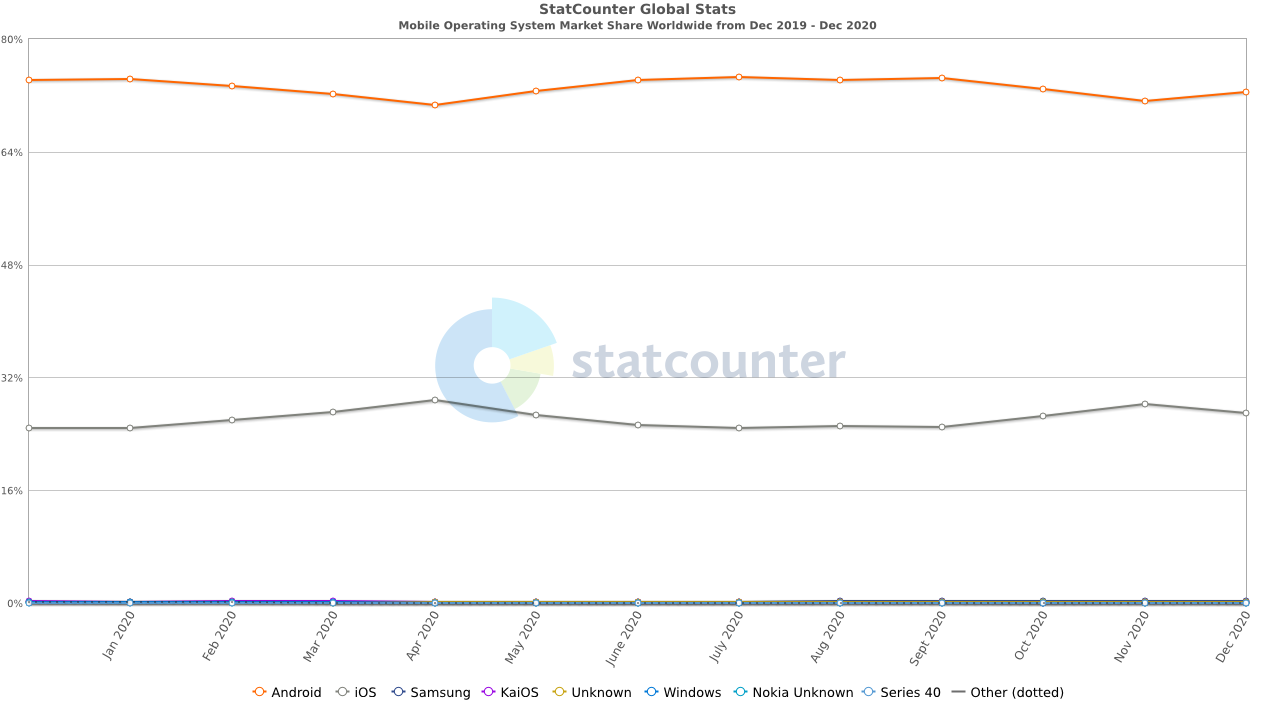 StatCounter Global Stats
Mobile Operating System Market Share Worldwide from Dec 2019 - Dec 2020
80%
64%
48%
statcounter
32%
16%
0%
Jan 2020 Feb 2020 Mar 2020 Apr 2020 May 2020 June 2020 July 2020 Aug 2020 Sept 2020 Oct 2020 Nov 2020 Dec 2020
Android iOS Samsung KaiOS Unknown Windows Nokia Unknown Series 40 Other (dotted)